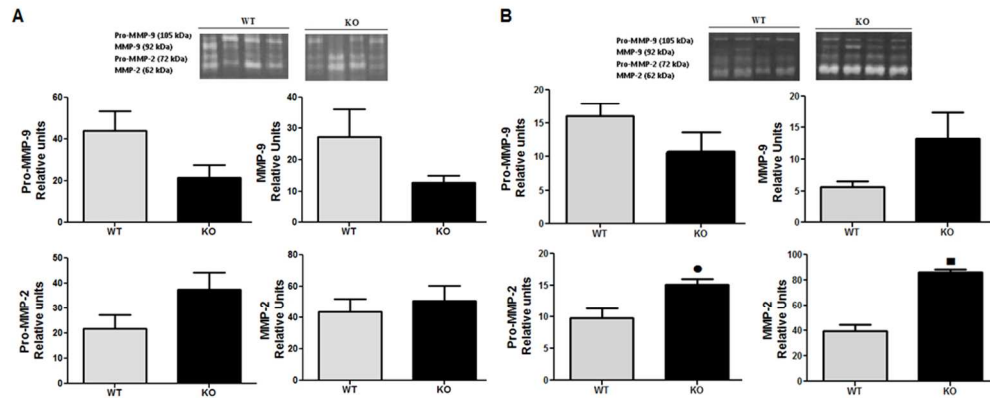 A
WT
KO
Pro-MMP-9 (105 kDa)
MMP-9 (92 kDa)
Pro-MMP-2 (72 kDa)
MMP-2 (62 kDa)
Pro-MMP-9
Relative Units
60
40
20
0
WT
KO
MMP-9
Relative Units
40
30
20
10
0
WT
KO
Pro-MMP-2
Relative units
50
40
30
20
10
0
WT
KO
MMP-2
Relative Units
80
60
40
20
0
WT
KO
B
WT
KO
Pro-MMP-9 (105 kDa)
MMP-9 (92 kDa)
Pro-MMP-2 (72 kDa)
MMP-2 (62 kDa)
Pro-MMP-9
Relative Units
20
15
10
5
0
WT
KO
MMP-9
Relative Units
20
15
10
5
0
WT
KO
Pro-MMP-2
Relative units
20
15
10
5
0
WT
KO
MMP-2
Relative Units
100
80
60
40
20
0
WT
KO